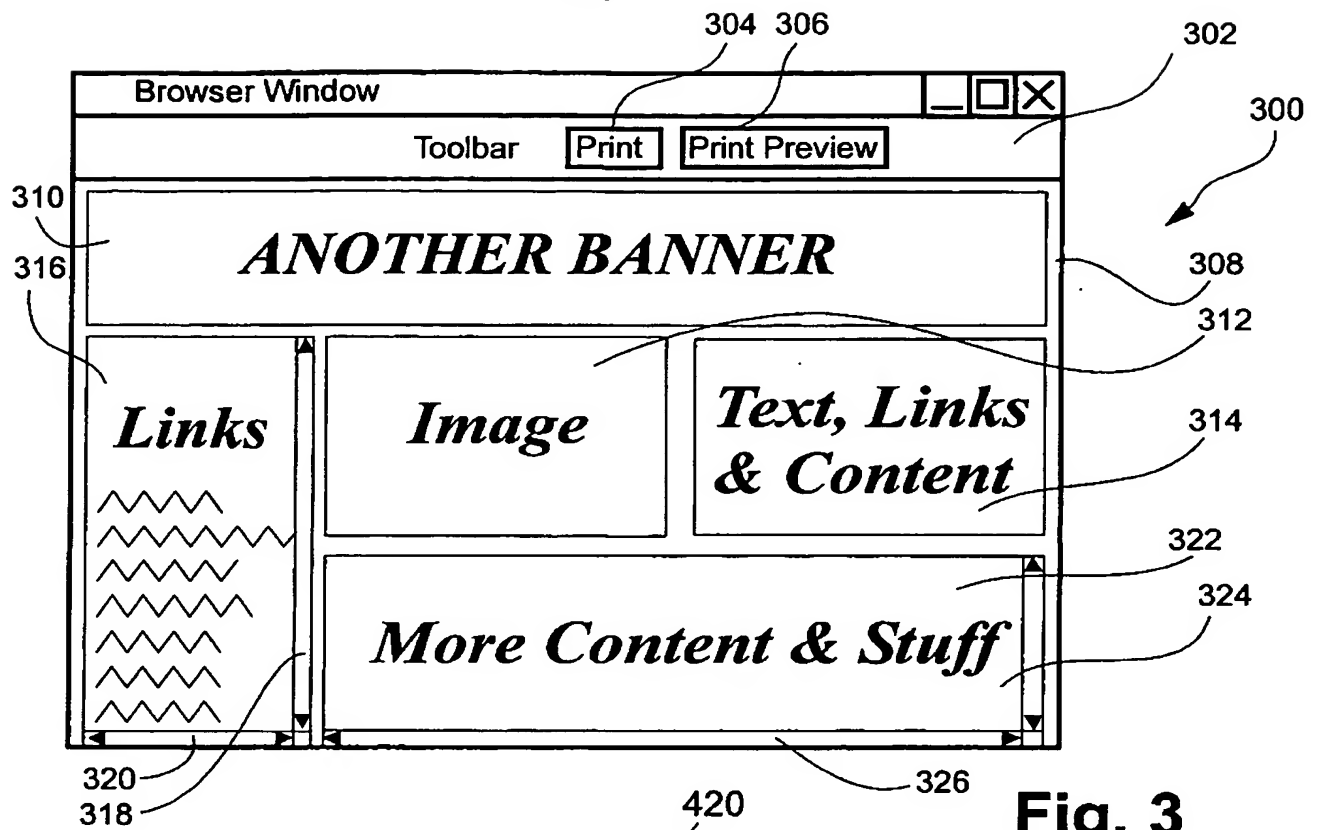 304 306
302
Browser Window
300
Toolbar Print Print Preview
310
ANOTHER BANNER
316
308
312
Links
Image
Text, Links
& Content
314
322
324
More Content & Stuff
320
318
326
420
Fig. 3